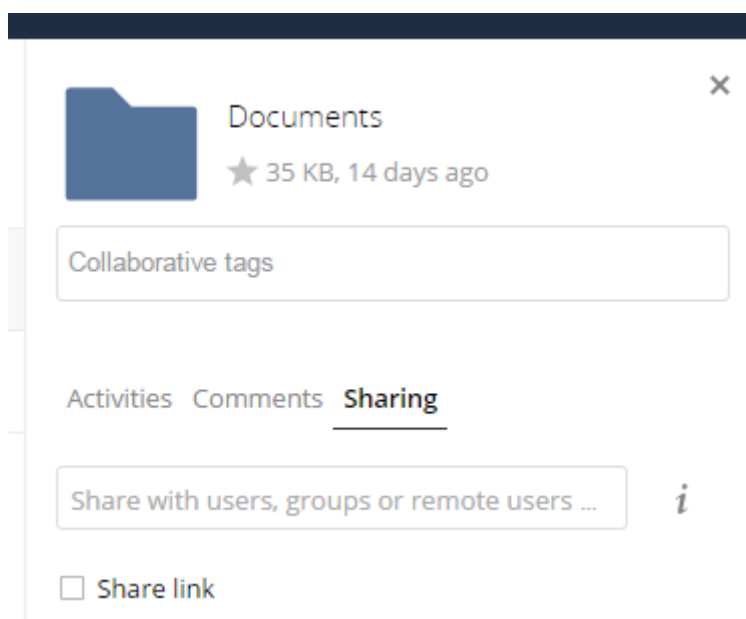 Documents
35 KB, 14 days ago
Collaborative tags
Activities Comments Sharing
Share with users, groups or remote users ...
i
Share link